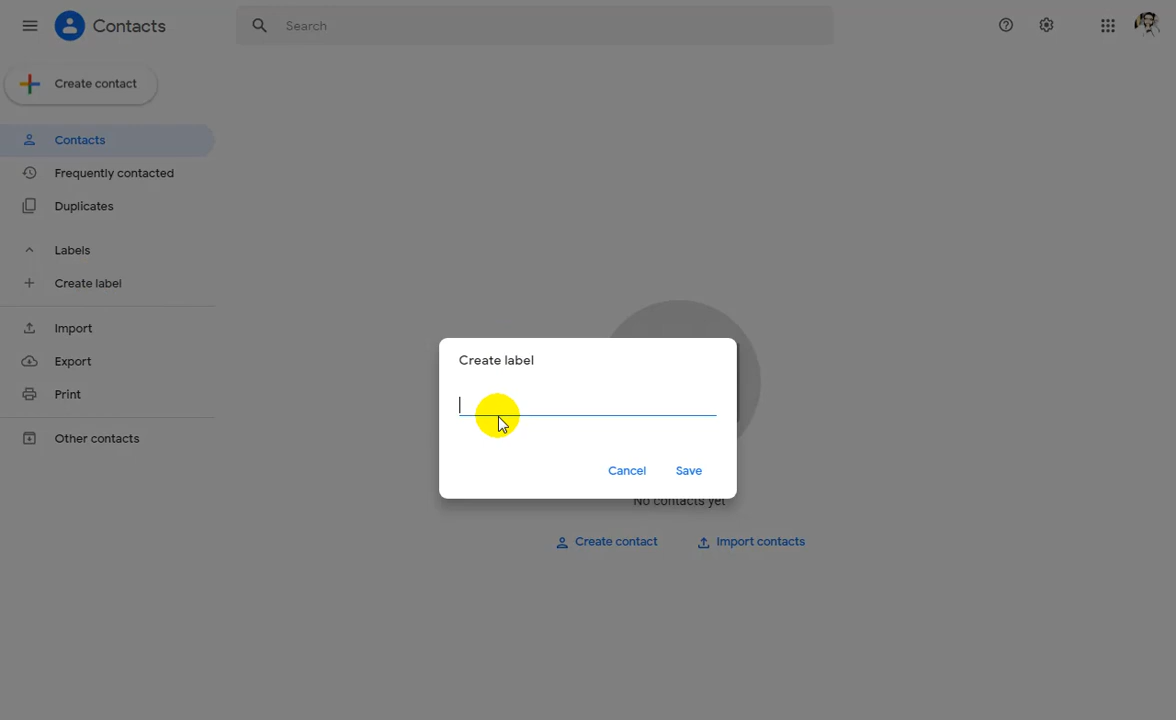 Contacts
Search
Create contact
Contacts
Frequently contacted
Duplicates
Labels
Create label
Import
Export
Print
Other contacts
Create label
Cancel
Save
No contacts yet
Create contact
Import contacts